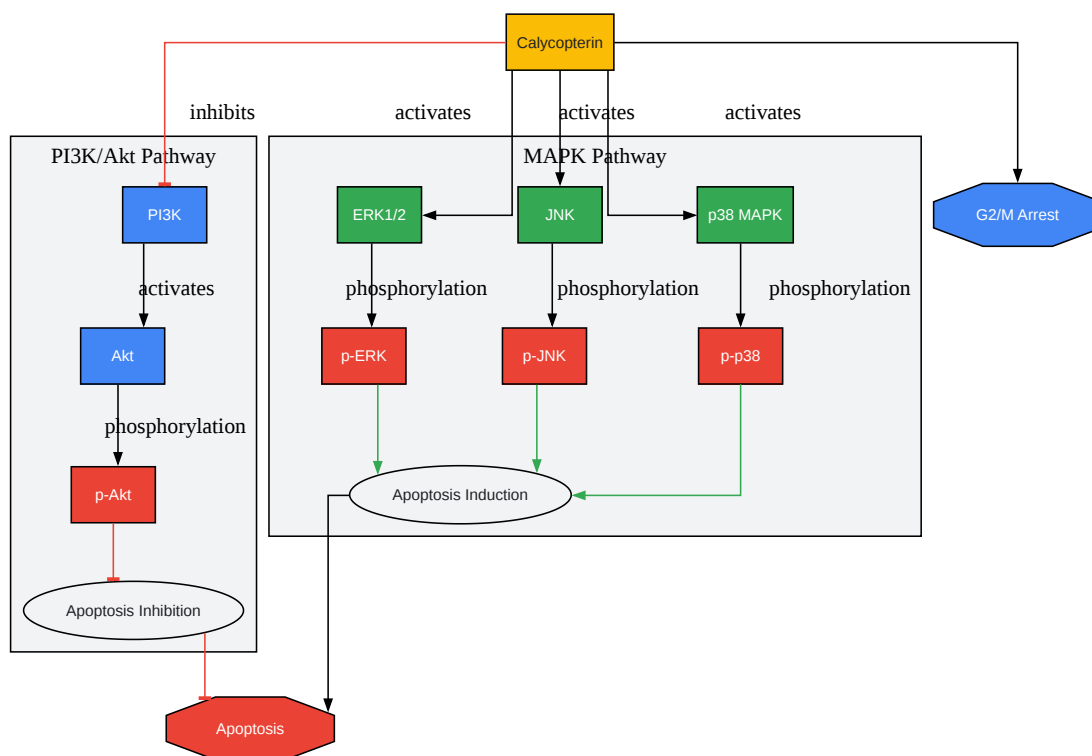 Calycopterin
inhibits
activates
activates
activates
PI3K/Akt Pathway
MAPK Pathway
PI3K
ERK1/2
JNK
p38 MAPK
G2/M Arrest
activates
phosphorylation
phosphorylation
phosphorylation
Akt
p-ERK
p-JNK
p-p38
phosphorylation
p-Akt
Apoptosis Induction
Apoptosis Inhibition
Apoptosis